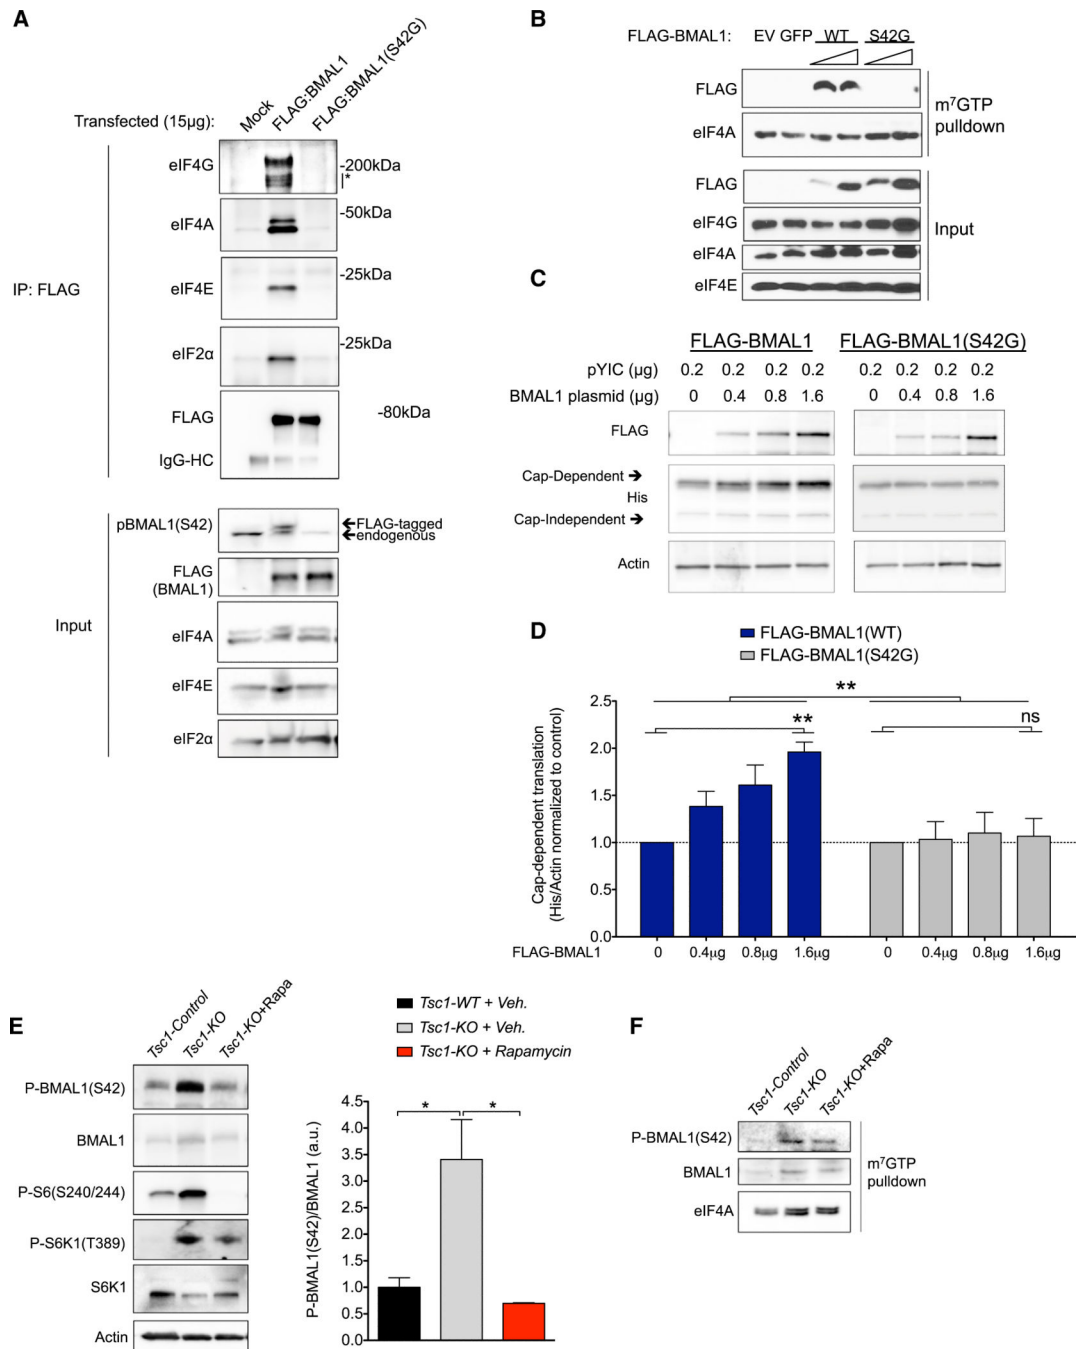 A
Transfected (15µg):
Mock
FLAG:BMAL1
FLAG:BMAL1(S42G)
IP: FLAG
eIF4G
-200kDa
*
eIF4A
-50kDa
eIF4E
-25kDa
eIF2α
-25kDa
FLAG
-80kDa
IgG-HC
Input
pBMAL1(S42)
←FLAG-tagged
←endogenous
FLAG
(BMAL1)
eIF4A
eIF4E
eIF2α
B
FLAG-BMAL1: EV GFP WT S42G
FLAG
eIF4A
m⁷GTP
pulldown
FLAG
eIF4G
eIF4A
eIF4E
Input
C
FLAG-BMAL1 FLAG-BMAL1(S42G)
pYIC (µg) 0.2 0.2 0.2 0.2 0.2 0.2 0.2 0.2
BMAL1 plasmid (µg) 0 0.4 0.8 1.6 0 0.4 0.8 1.6
FLAG
Cap-Dependent →
His
Cap-Independent →
Actin
D
FLAG-BMAL1(WT)
FLAG-BMAL1(S42G)
Cap-dependent translation
(His/Actin normalized to control)
2.5
2.0
1.5
1.0
0.5
0.0
**
**
ns
FLAG-BMAL1 0 0.4µg 0.8µg 1.6µg 0 0.4µg 0.8µg 1.6µg
E
Tsc1-Control
Tsc1-KO
Tsc1-KO+Rapa
P-BMAL1(S42)
BMAL1
P-S6(S240/244)
P-S6K1(T389)
S6K1
Actin
Tsc1-WT + Veh.
Tsc1-KO + Veh.
Tsc1-KO + Rapamycin
P-BMAL1(S42)/BMAL1 (a.u.)
4.5
4.0
3.5
3.0
2.5
2.0
1.5
1.0
0.5
0.0
*
*
F
Tsc1-Control
Tsc1-KO
Tsc1-KO+Rapa
P-BMAL1(S42)
BMAL1
eIF4A
m⁷GTP
pulldown